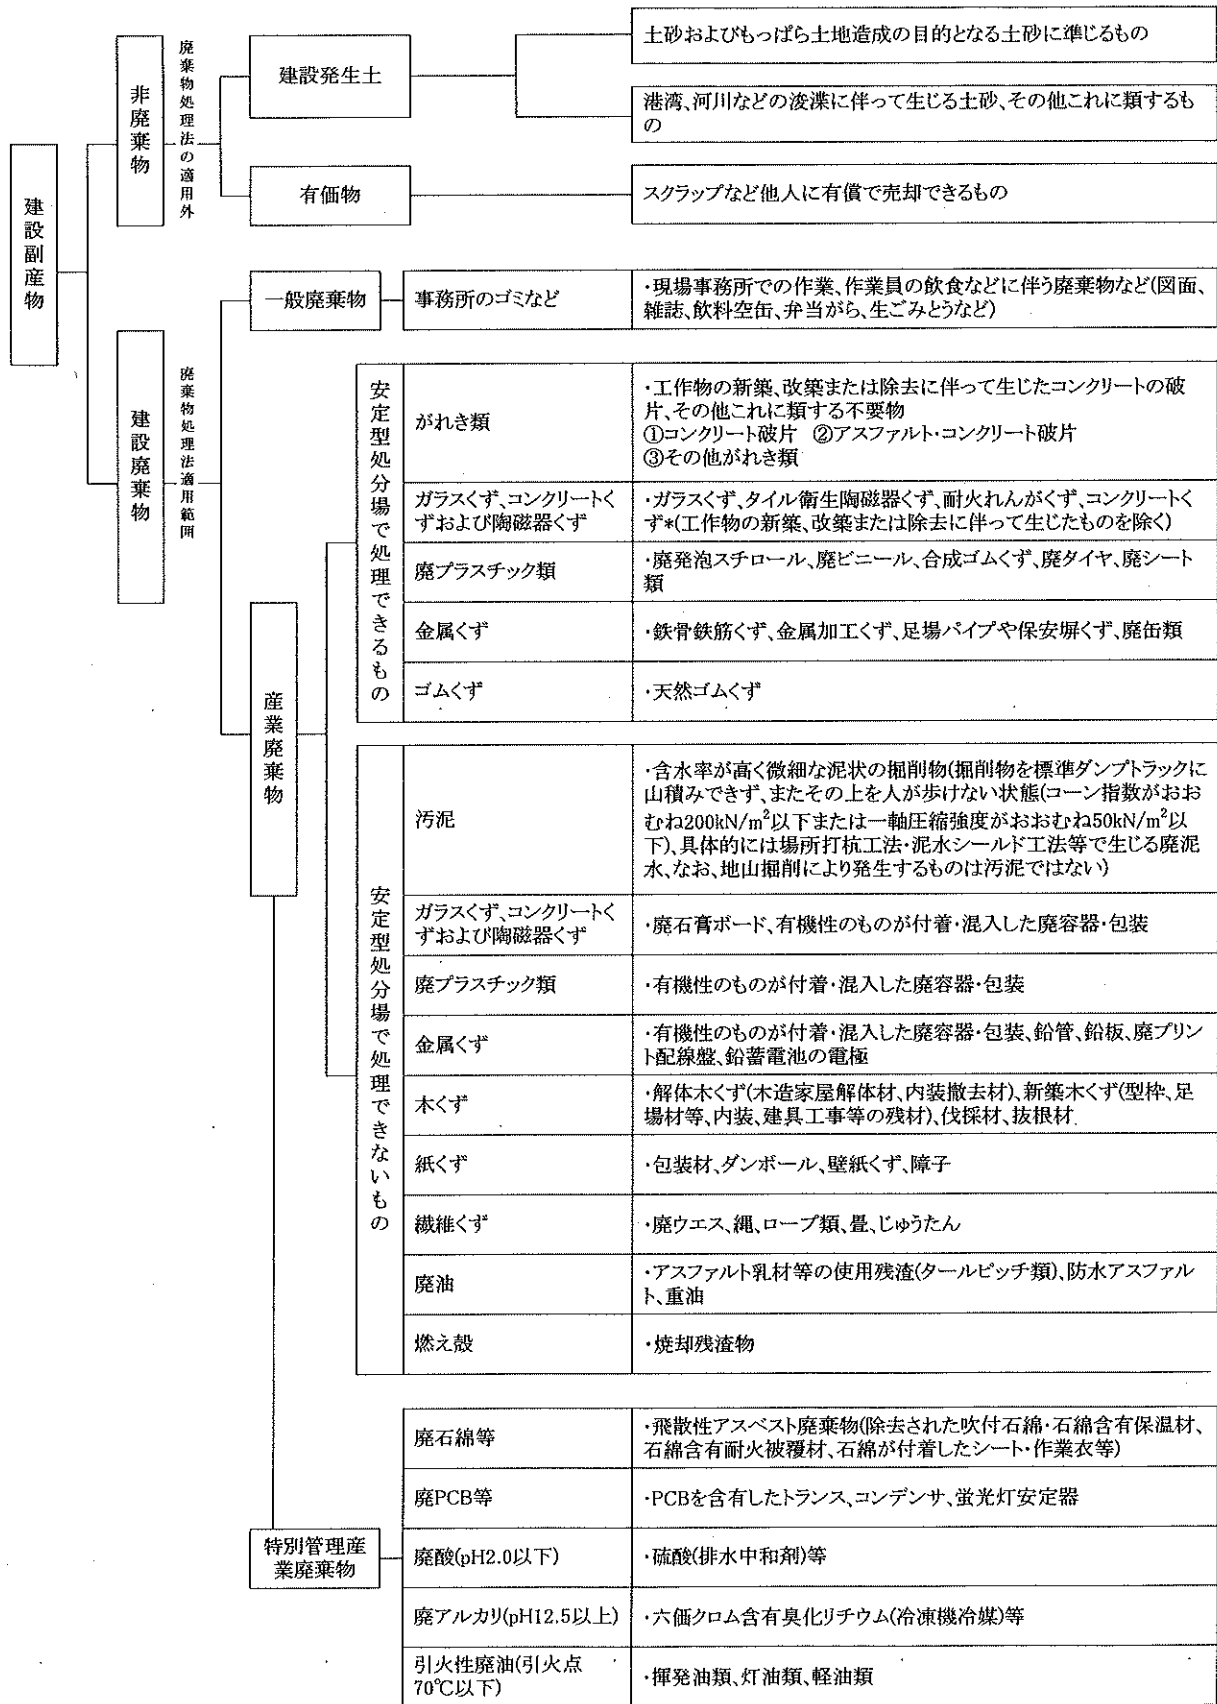 建設副産物
非廃棄物
廃棄物処理法の適用外
建設発生土
土砂およびもっぱら土地造成の目的となる土砂に準じるもの
港湾、河川などの浚渫に伴って生じる土砂、その他これに類するも
の
有価物
スクラップなど他人に有償で売却できるもの
建設廃棄物
廃棄物処理法適用範囲
一般廃棄物
事務所のゴミなど
・現場事務所での作業、作業員の飲食などに伴う廃棄物など(図面、
雑誌、飲料空缶、弁当がら、生ごみとうなど)
産業廃棄物
安定型処分場で処理できるもの
がれき類
・工作物の新築、改築または除去に伴って生じたコンクリートの破
片、その他これに類する不要物
①コンクリート破片 ②アスファルト・コンクリート破片
③その他がれき類
ガラスくず、コンクリートく
ずおよび陶磁器くず
・ガラスくず、タイル衛生陶磁器くず、耐火れんがくず、コンクリートく
ず*(工作物の新築、改築または除去に伴って生じたものを除く)
廃プラスチック類
・廃発泡スチロール、廃ビニール、合成ゴムくず、廃タイヤ、廃シート
類
金属くず
・鉄骨鉄筋くず、金属加工くず、足場パイプや保安塀くず、廃缶類
ゴムくず
・天然ゴムくず
安定型処分場で処理できないもの
汚泥
・含水率が高く微細な泥状の掘削物(掘削物を標準ダンプトラックに
山積みできず、またその上を人が歩けない状態(コーン指数がおお
むね200kN/m²以下または一軸圧縮強度がおおむね50kN/m²以
下)、具体的には場所打杭工法・泥水シールド工法等で生じる廃泥
水、なお、地山掘削により発生するものは汚泥ではない)
ガラスくず、コンクリートく
ずおよび陶磁器くず
・廃石膏ボード、有機性のものが付着・混入した廃容器・包装
廃プラスチック類
・有機性のものが付着・混入した廃容器・包装
金属くず
・有機性のものが付着・混入した廃容器・包装、鉛管、鉛板、廃プリン
ト配線盤、鉛蓄電池の電極
木くず
・解体木くず(木造家屋解体材、内装撤去材)、新築木くず(型枠、足
場材等、内装、建具工事等の残材)、伐採材、抜根材
紙くず
・包装材、ダンボール、壁紙くず、障子
繊維くず
・廃ウエス、縄、ロープ類、畳、じゅうたん
廃油
・アスファルト乳材等の使用残渣(タールピッチ類)、防水アスファル
ト、重油
燃え殻
・焼却残渣物
特別管理産
業廃棄物
廃石綿等
・飛散性アスベスト廃棄物(除去された吹付石綿・石綿含有保温材、
石綿含有耐火被覆材、石綿が付着したシート・作業衣等)
廃PCB等
・PCBを含有したトランス、コンデンサ、蛍光灯安定器
廃酸(pH2.0以下)
・硫酸(排水中和剤)等
廃アルカリ(pH12.5以上)
・六価クロム含有臭化リチウム(冷凍機冷媒)等
引火性廃油(引火点
70℃以下)
・揮発油類、灯油類、軽油類